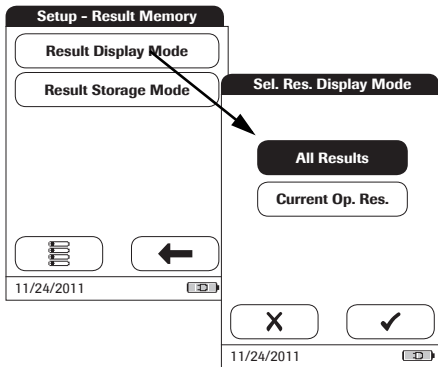 Setup - Result Memory
Result Display Mode
Result Storage Mode
11/24/2011
Sel. Res. Display Mode
All Results
Current Op. Res.
11/24/2011